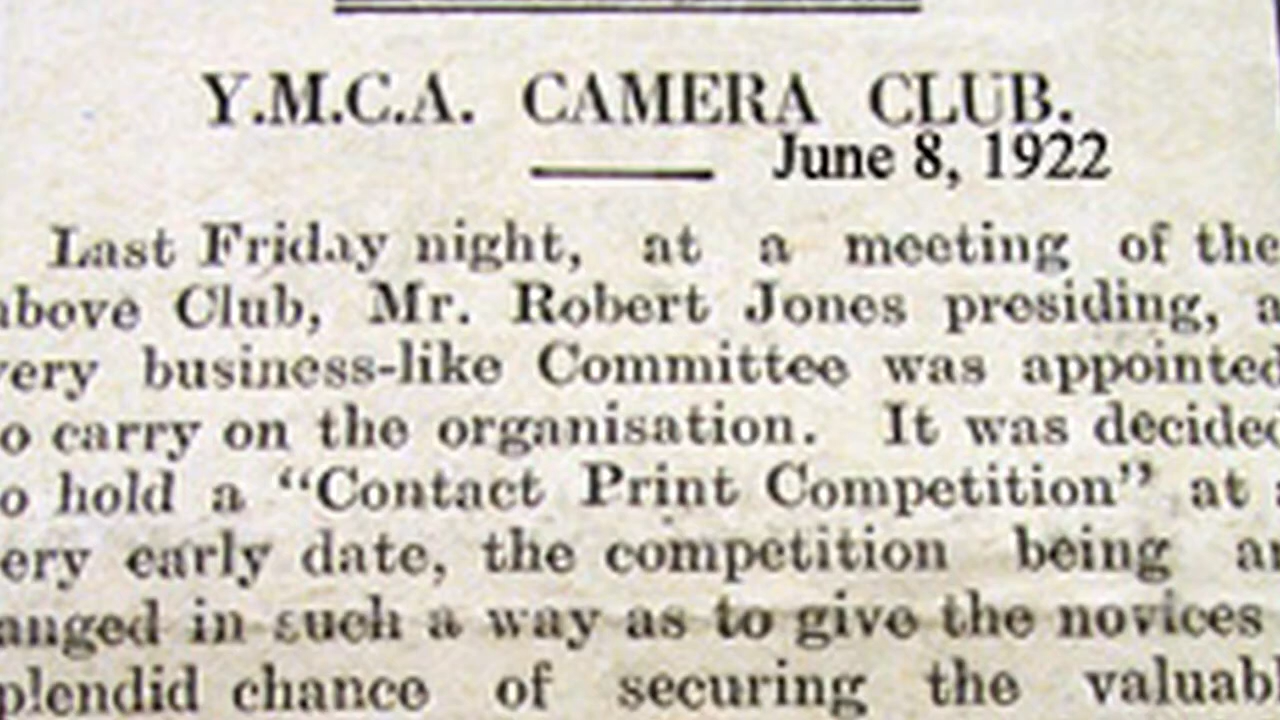 Y.M.C.A. CAMERA CLUB.
June 8, 1922
Last Friday night, at a meeting of the
above Club, Mr. Robert Jones presiding, a
very business-like Committee was appointed
to carry on the organisation. It was decided
to hold a "Contact Print Competition" at a
very early date, the competition being ar
anged in such a way as to give the novices
splendid chance of securing the valuabl